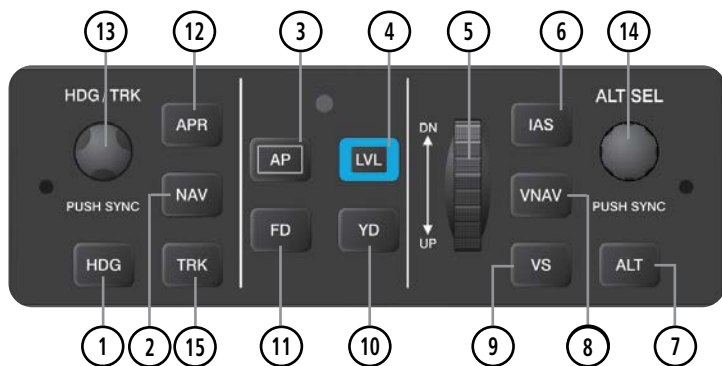 13 12 3 4 5 6 14
HDG/TRK ALT SEL
APR IAS
DN
AP LVL
NAV VNAV
PUSH SYNC PUSH SYNC
FD YD
UP
HDG TRK VS ALT
1 2 15 11 10 9 8 7